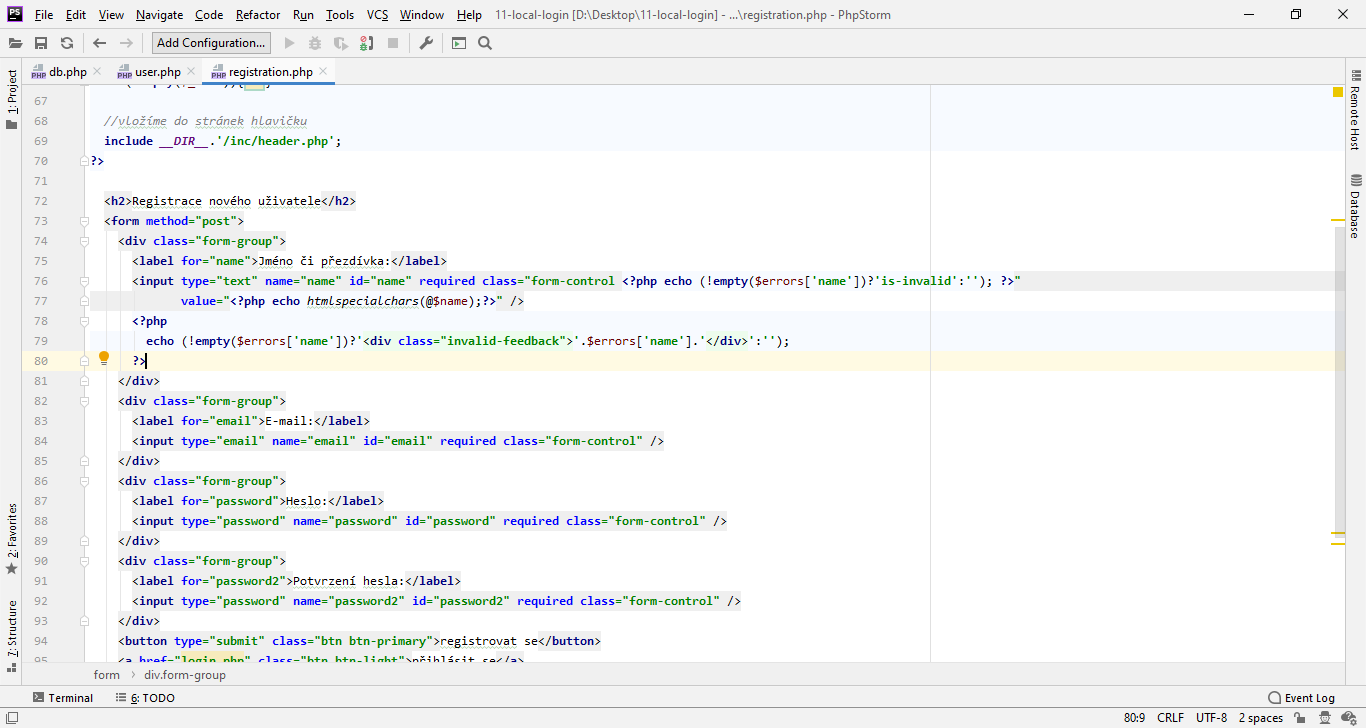 PS File Edit View Navigate Code Refactor Run Tools VCS Window Help 11-local-login [D:\Desktop\11-local-login] - ...\registration.php - PhpStorm
Add Configuration...
db.php user.php registration.php
1: Project
2: Favorites
7: Structure
67
68 //vložíme do stránek hlavičku
69 include __DIR__.'/inc/header.php';
70 ?>
71
72 <h2>Registrace nového uživatele</h2>
73 <form method="post">
74 <div class="form-group">
75 <label for="name">Jméno či přezdívka:</label>
76 <input type="text" name="name" id="name" required class="form-control <?php echo (!empty($errors['name'])?'is-invalid':''); ?>"
77 value="<?php echo htmlspecialchars(@$name);?>" />
78 <?php
79 echo (!empty($errors['name'])?'<div class="invalid-feedback">'.$errors['name'].'</div>':'');
80 ?>
81 </div>
82 <div class="form-group">
83 <label for="email">E-mail:</label>
84 <input type="email" name="email" id="email" required class="form-control" />
85 </div>
86 <div class="form-group">
87 <label for="password">Heslo:</label>
88 <input type="password" name="password" id="password" required class="form-control" />
89 </div>
90 <div class="form-group">
91 <label for="password2">Potvrzení hesla:</label>
92 <input type="password" name="password2" id="password2" required class="form-control" />
93 </div>
94 <button type="submit" class="btn btn-primary">registrovat se</button>
95 <a href="login.php" class="btn btn-light">přihlásit se</a>
Remote Host
Database
form › div.form-group
Terminal 6: TODO Event Log
80:9 CRLF UTF-8 2 spaces